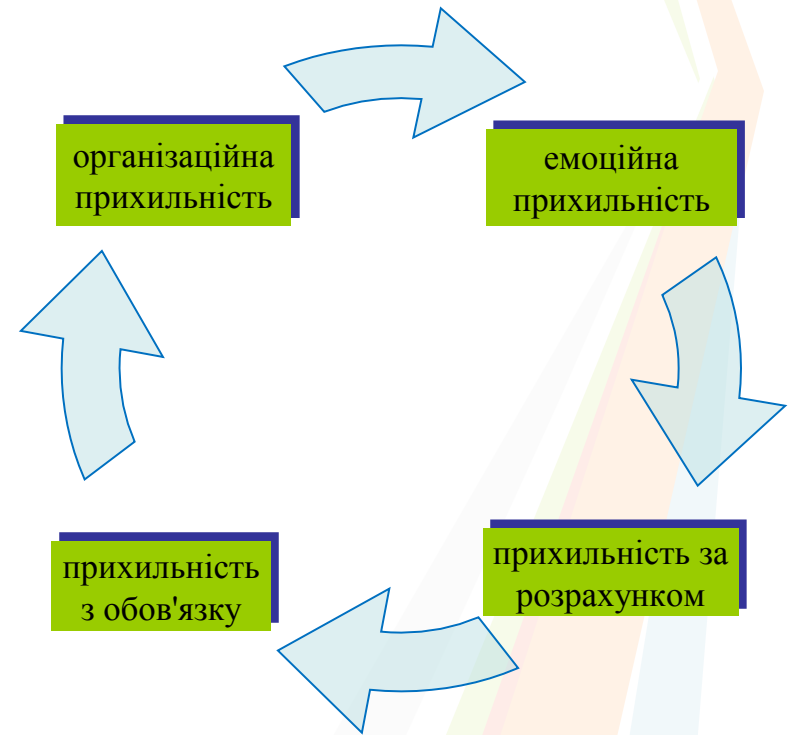 організаційна
прихильність
емоційна
прихильність
прихильність за
розрахунком
прихильність
з обов'язку